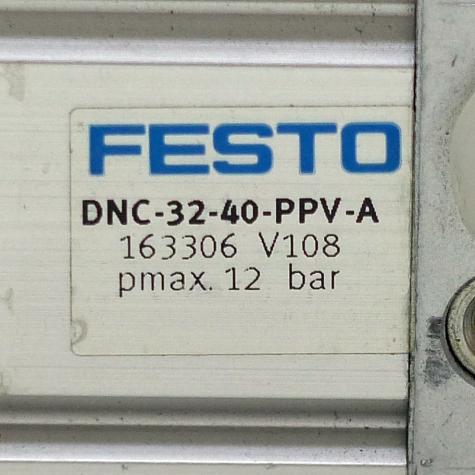 FESTO
DNC-32-40-PPV-A
163306 V108
pmax. 12 bar